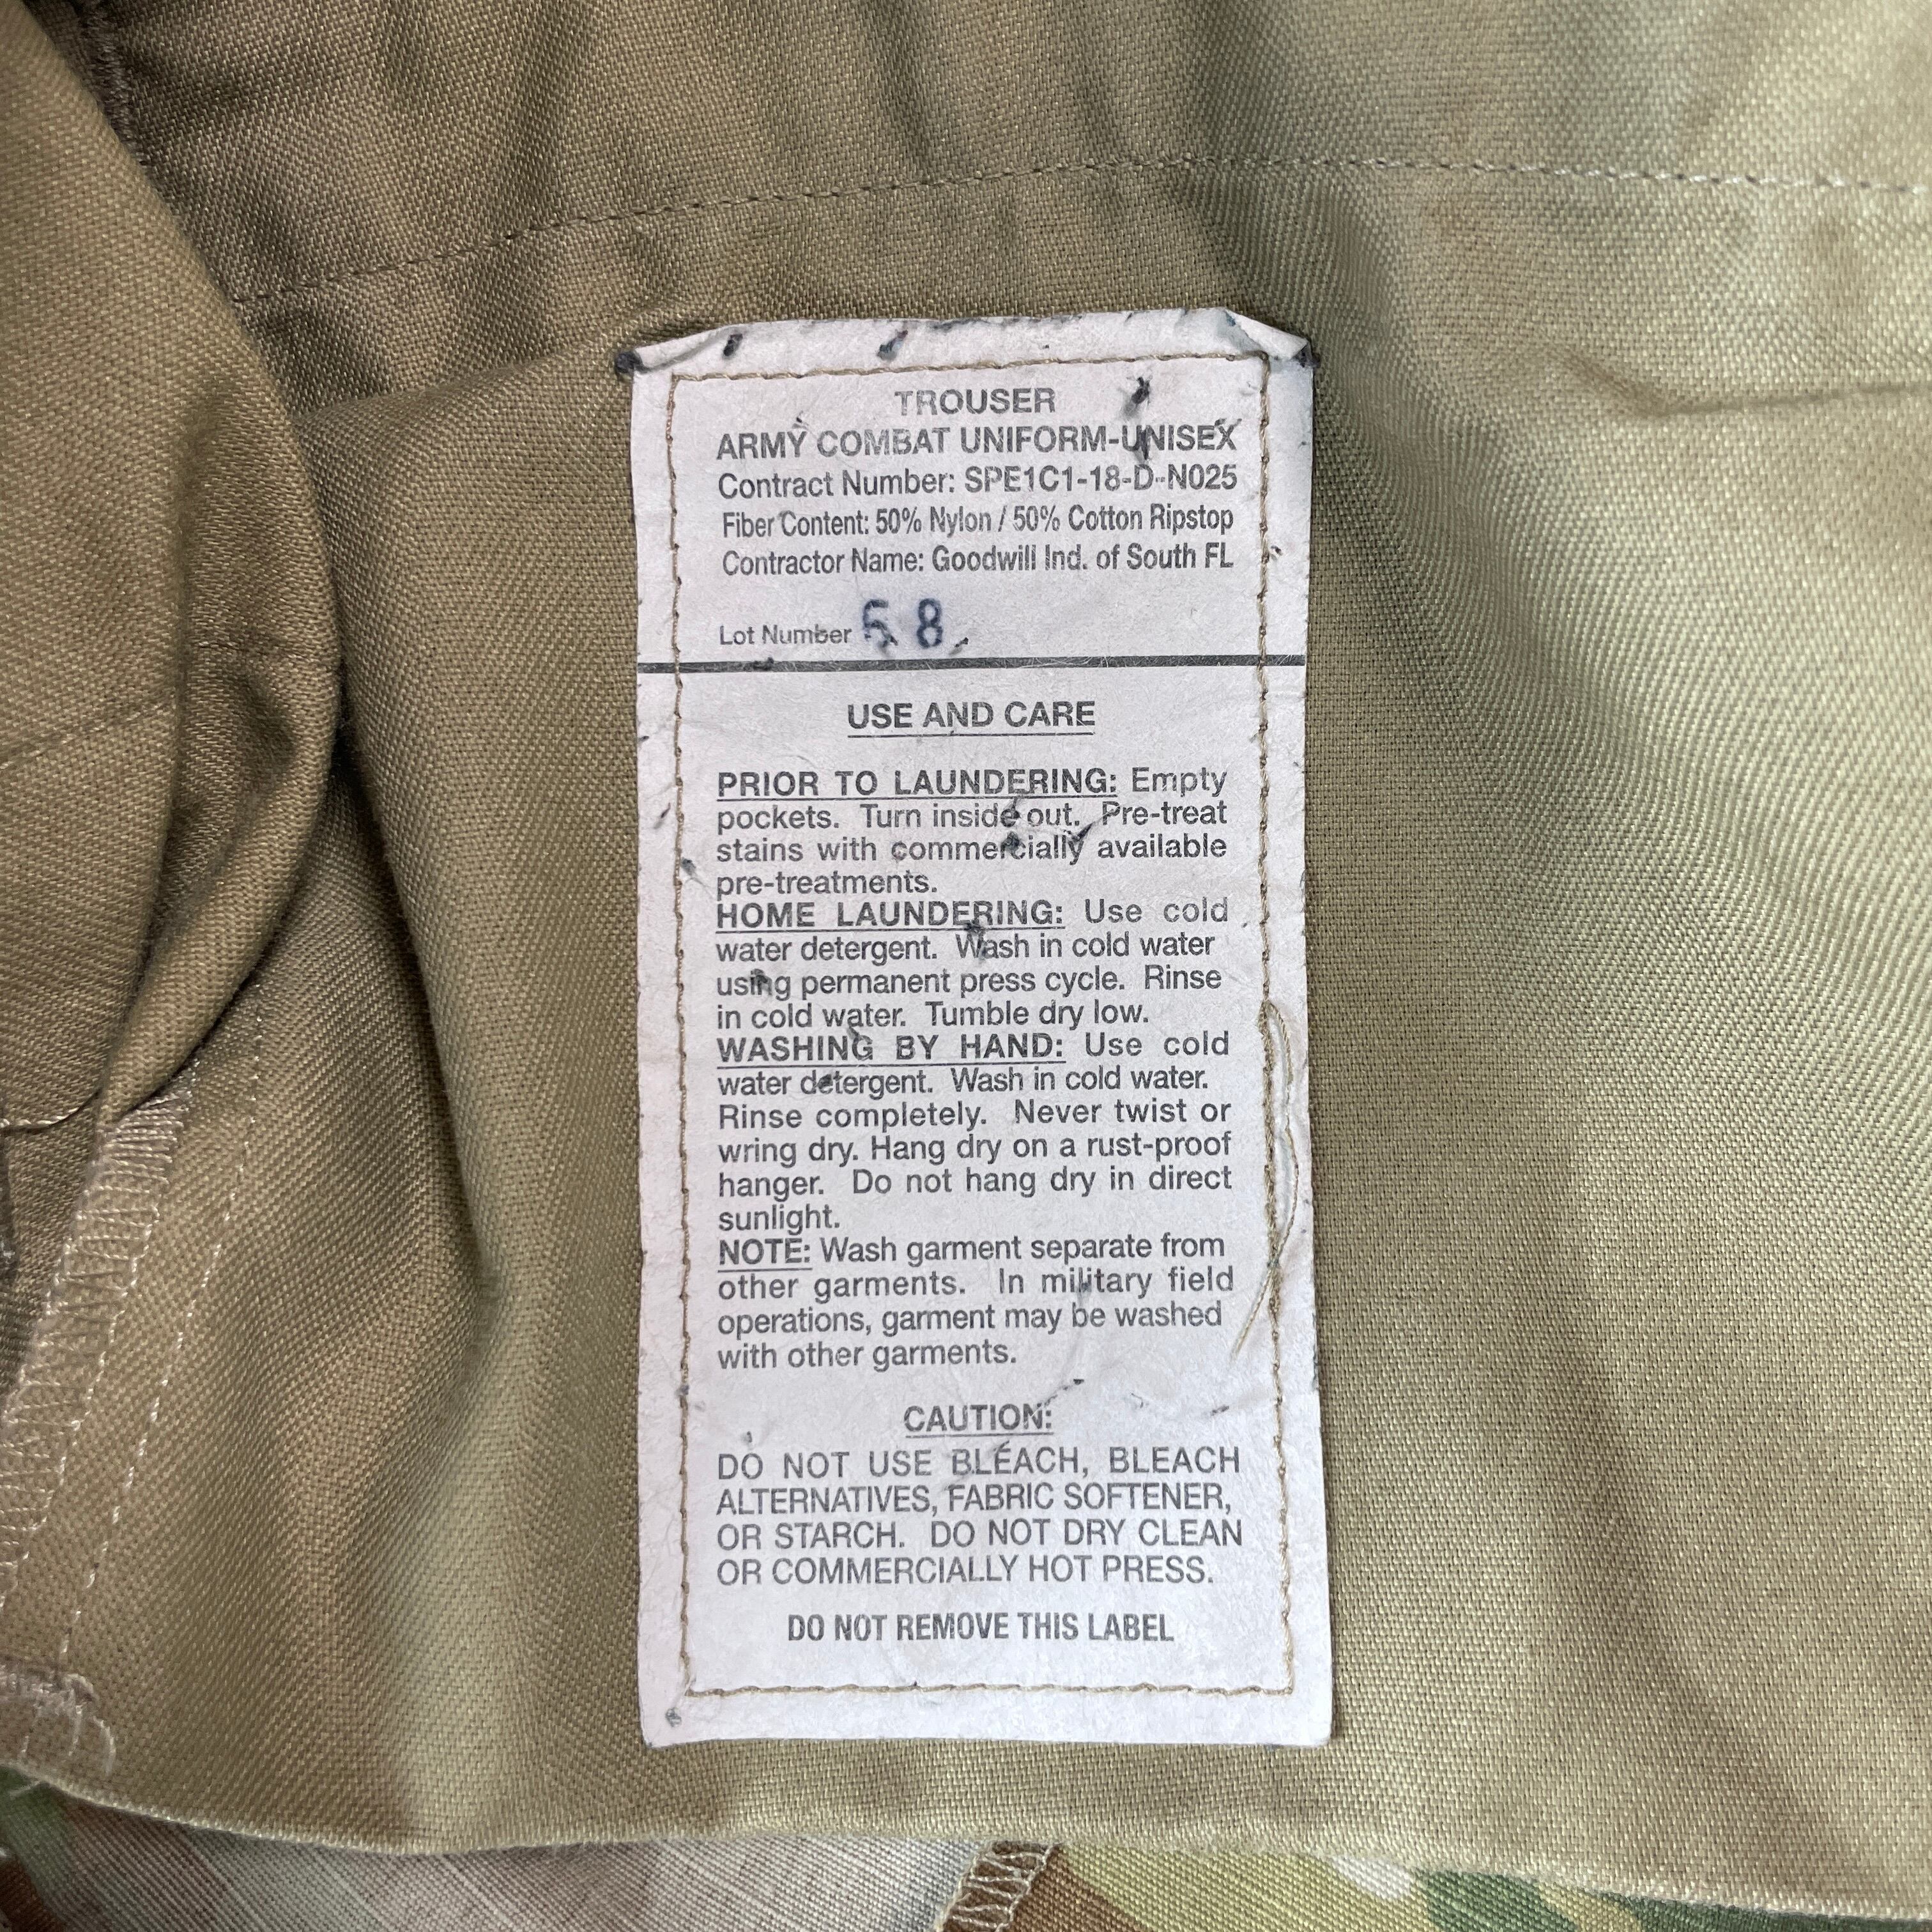 TROUSER
ARMY COMBAT UNIFORM-UNISEX
Contract Number: SPE1C1-18-D-N025
Fiber Content: 50% Nylon / 50% Cotton Ripstop
Contractor Name: Goodwill Ind. of South FL
Lot Number 58
USE AND CARE
PRIOR TO LAUNDERING: Empty
pockets. Turn inside out. Pre-treat
stains with commercially available
pre-treatments.
HOME LAUNDERING: Use cold
water detergent. Wash in cold water
using permanent press cycle. Rinse
in cold water. Tumble dry low.
WASHING BY HAND: Use cold
water detergent. Wash in cold water.
Rinse completely. Never twist or
wring dry. Hang dry on a rust-proof
hanger. Do not hang dry in direct
sunlight.
NOTE: Wash garment separate from
other garments. In military field
operations, garment may be washed
with other garments.
CAUTION:
DO NOT USE BLEACH, BLEACH
ALTERNATIVES, FABRIC SOFTENER,
OR STARCH. DO NOT DRY CLEAN
OR COMMERCIALLY HOT PRESS.
DO NOT REMOVE THIS LABEL